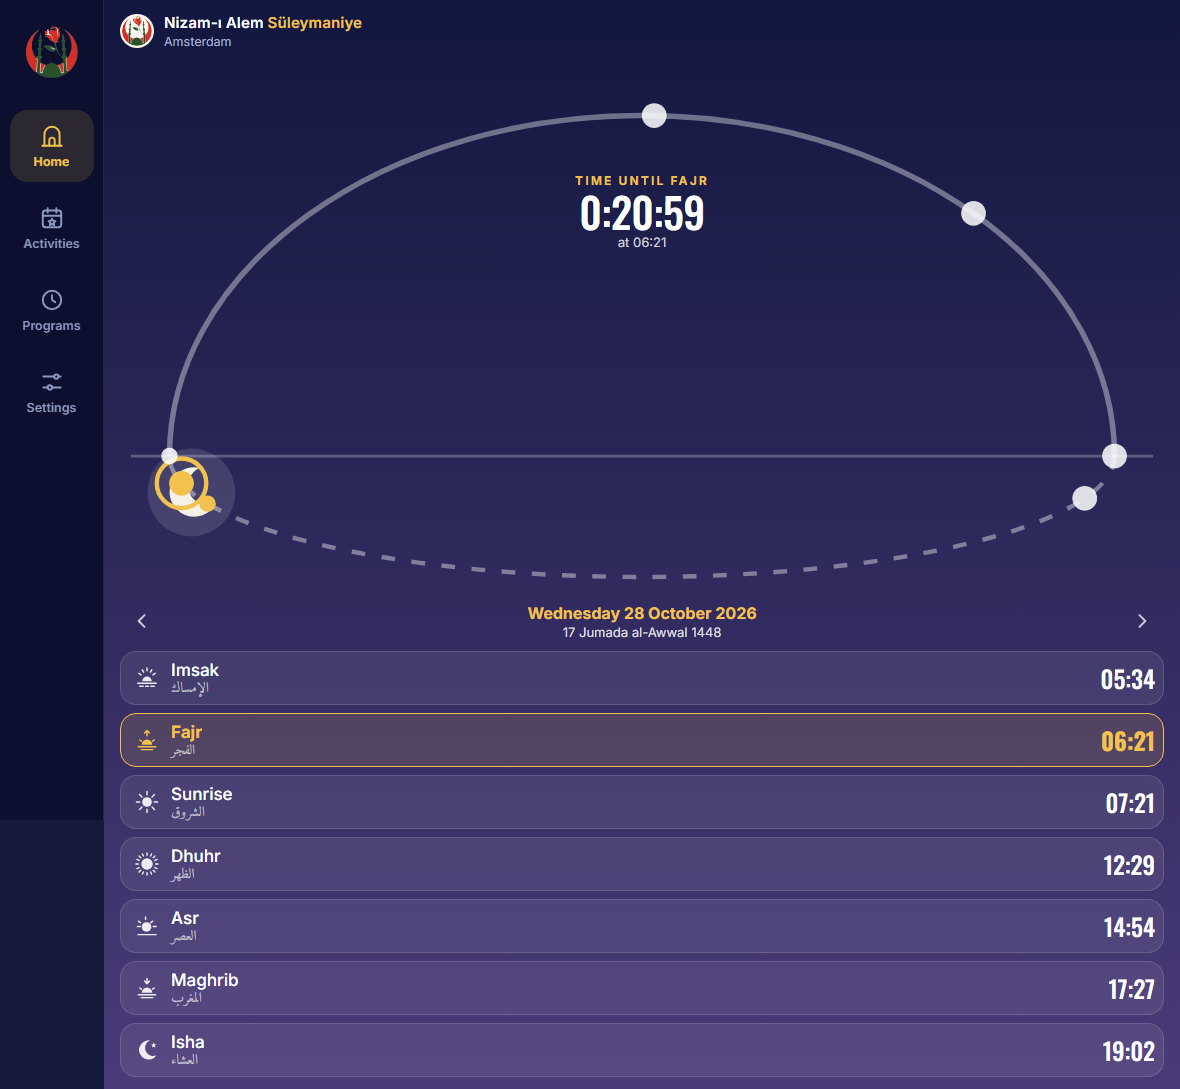 Nizam-ı Alem Süleymaniye
Amsterdam
Home
Activities
Programs
Settings
TIME UNTIL FAJR
0:20:59
at 06:21
Wednesday 28 October 2026
17 Jumada al-Awwal 1448
Imsak
الإمساك
05:34
Fajr
الفجر
06:21
Sunrise
الشروق
07:21
Dhuhr
الظهر
12:29
Asr
العصر
14:54
Maghrib
المغرب
17:27
Isha
العشاء
19:02